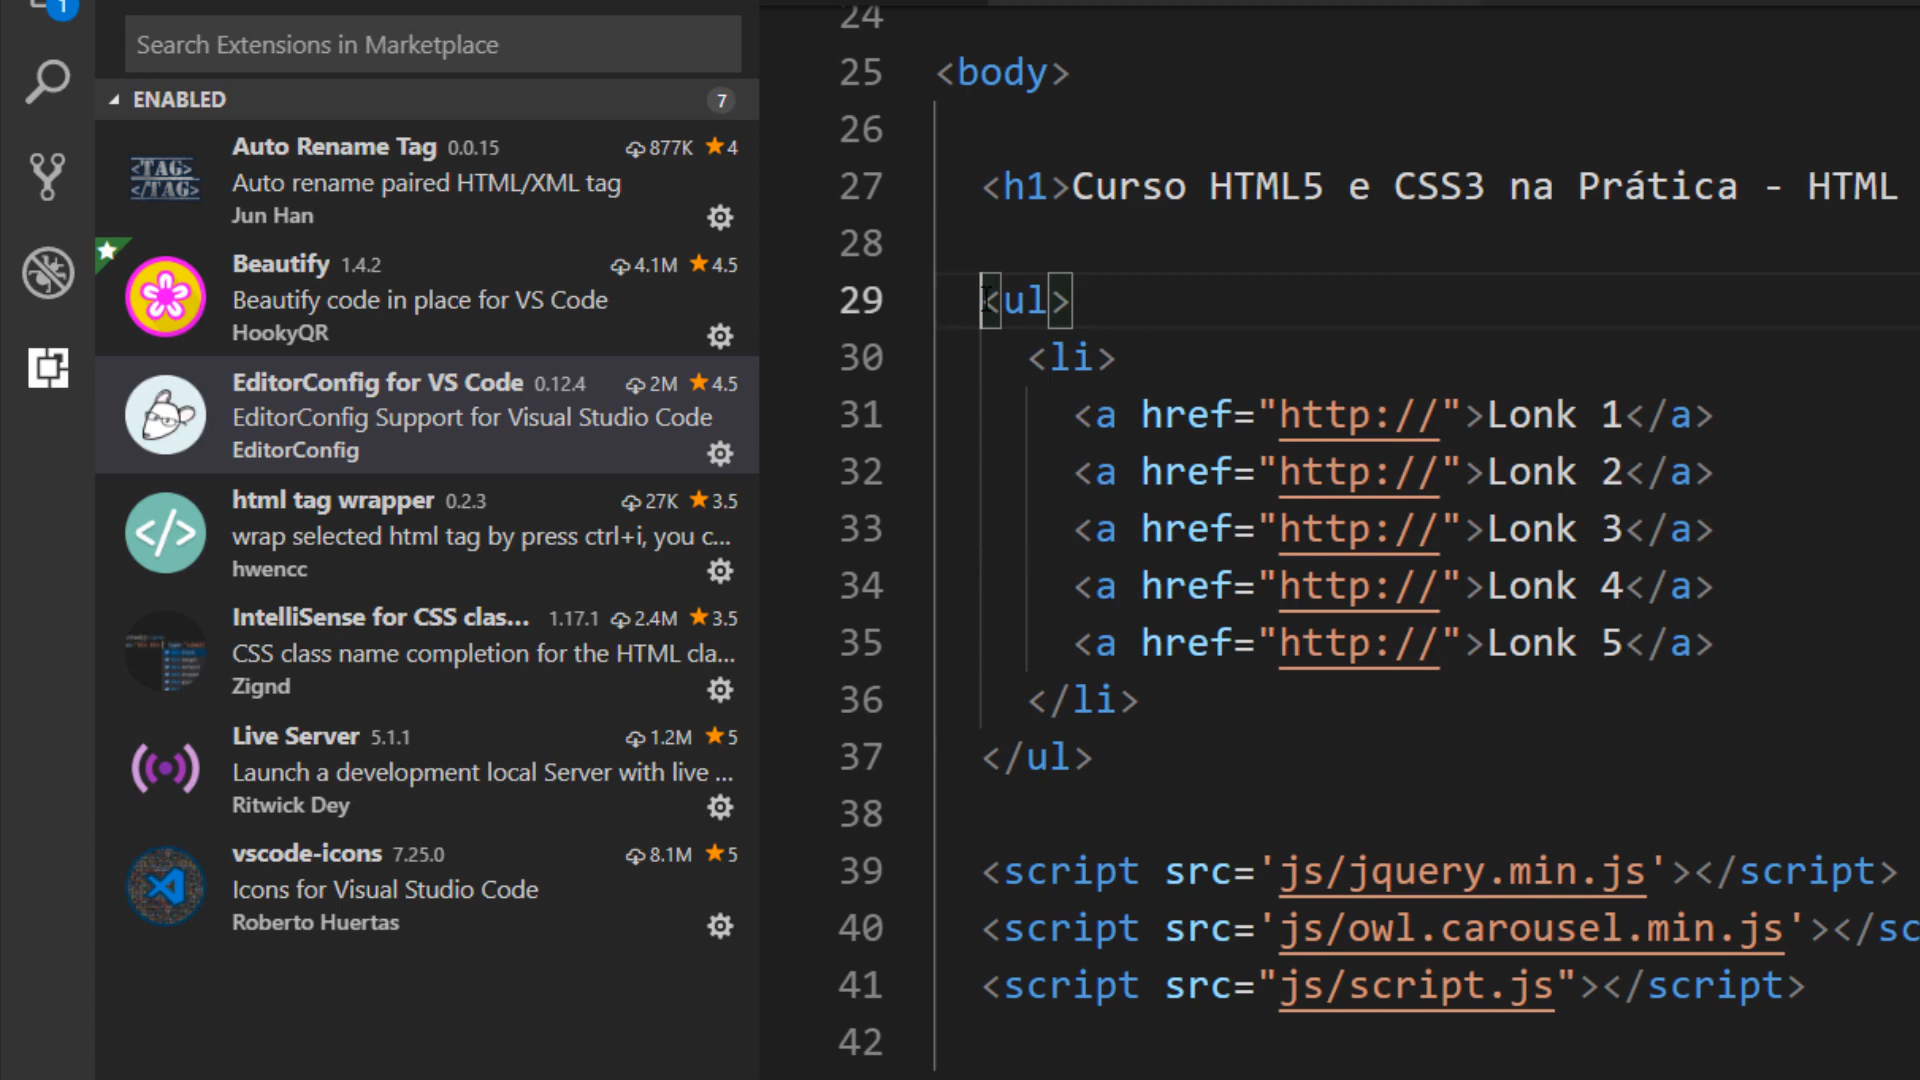 1
Search Extensions in Marketplace
ENABLED 7
<TAG>
</TAG>
Auto Rename Tag 0.0.15 877K 4
Auto rename paired HTML/XML tag
Jun Han
Beautify 1.4.2 4.1M 4.5
Beautify code in place for VS Code
HookyQR
EditorConfig for VS Code 0.12.4 2M 4.5
EditorConfig Support for Visual Studio Code
EditorConfig
</>
html tag wrapper 0.2.3 27K 3.5
wrap selected html tag by press ctrl+i, you c...
hwencc
IntelliSense for CSS clas... 1.17.1 2.4M 3.5
CSS class name completion for the HTML cla...
Zignd
Live Server 5.1.1 1.2M 5
Launch a development local Server with live ...
Ritwick Dey
vscode-icons 7.25.0 8.1M 5
Icons for Visual Studio Code
Roberto Huertas
24
25 <body>
26
27 <h1>Curso HTML5 e CSS3 na Prática - HTML
28
29 <ul>
30 <li>
31 <a href="http://">Lonk 1</a>
32 <a href="http://">Lonk 2</a>
33 <a href="http://">Lonk 3</a>
34 <a href="http://">Lonk 4</a>
35 <a href="http://">Lonk 5</a>
36 </li>
37 </ul>
38
39 <script src='js/jquery.min.js'></script>
40 <script src='js/owl.carousel.min.js'></sc
41 <script src="js/script.js"></script>
42